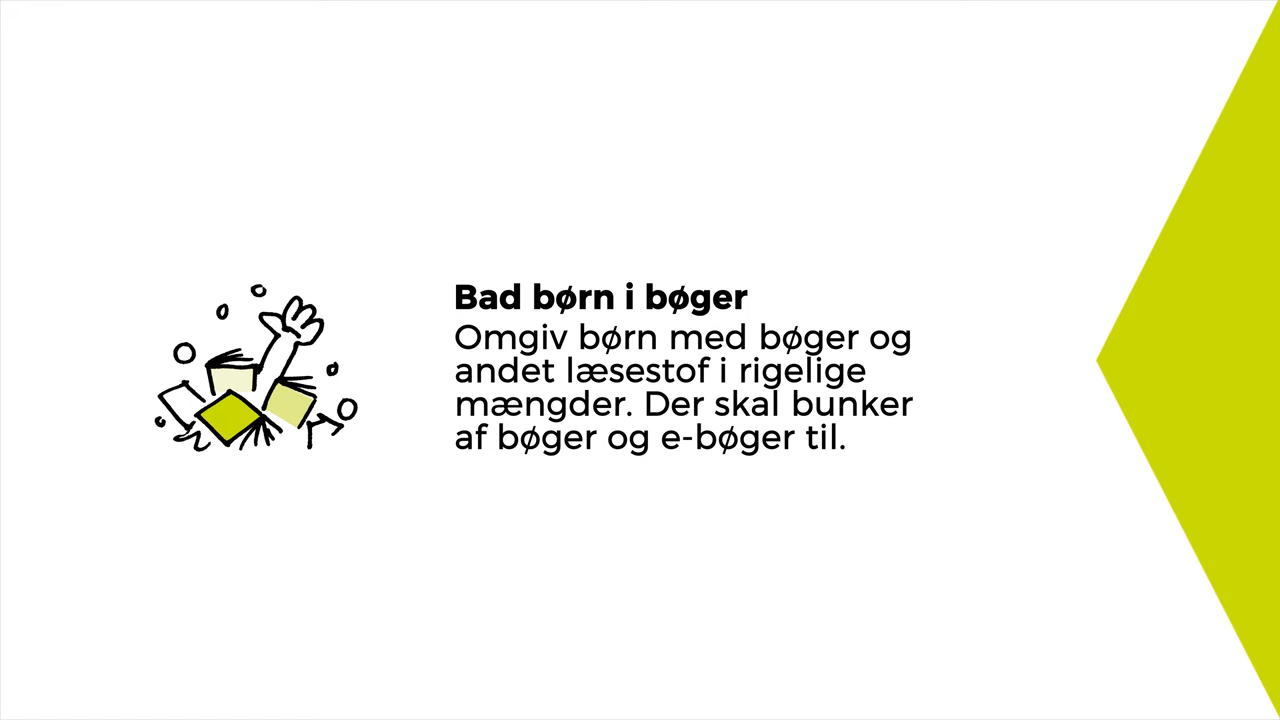 Bad børn i bøger
Omgiv børn med bøger og
andet læsestof i rigelige
mængder. Der skal bunker
af bøger og e-bøger til.